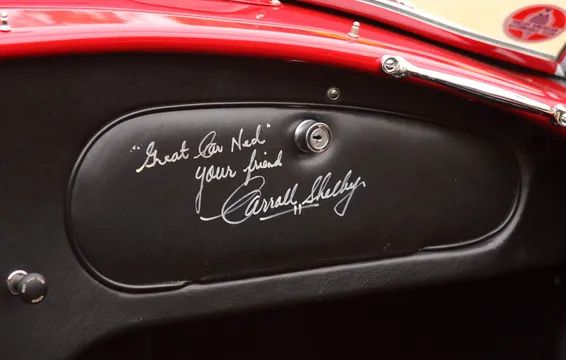 "Great Car Ned"
your friend
Carroll Shelby